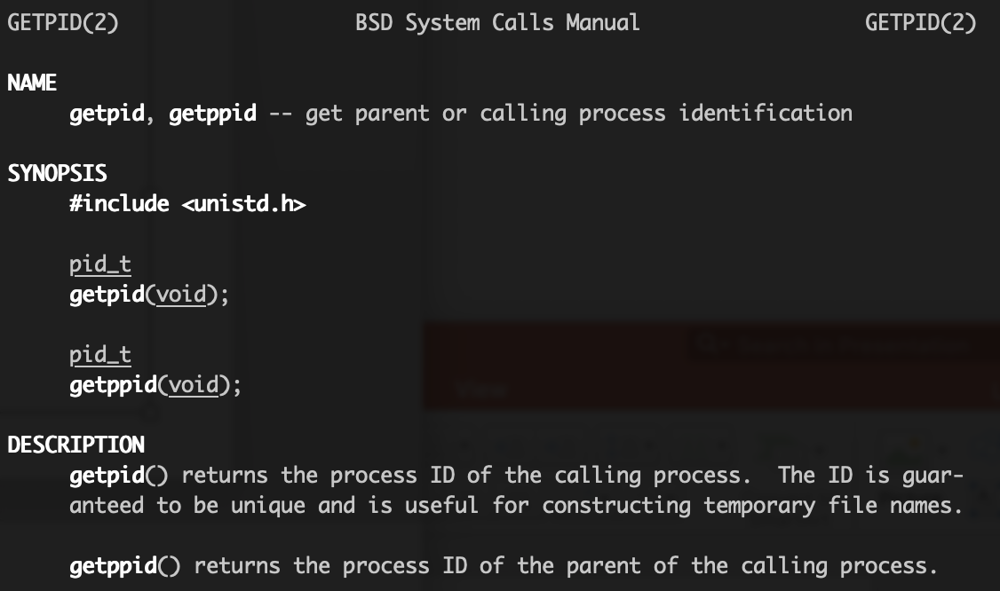 GETPID(2) BSD System Calls Manual GETPID(2)
NAME
getpid, getppid -- get parent or calling process identification
SYNOPSIS
#include <unistd.h>
pid_t
getpid(void);
pid_t
getppid(void);
DESCRIPTION
getpid() returns the process ID of the calling process.  The ID is guar-
anteed to be unique and is useful for constructing temporary file names.
getppid() returns the process ID of the parent of the calling process.